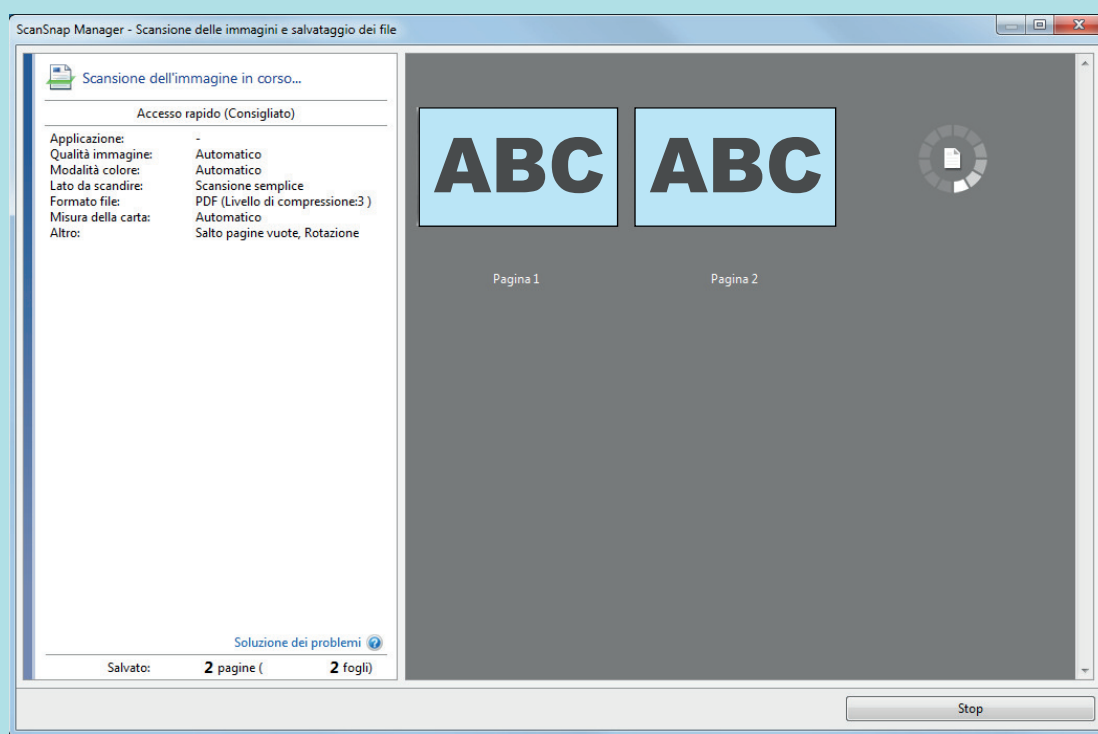 ScanSnap Manager - Scansione delle immagini e salvataggio dei file
Scansione dell'immagine in corso...
Accesso rapido (Consigliato)
Applicazione: -
Qualità immagine: Automatico
Modalità colore: Automatico
Lato da scandire: Scansione semplice
Formato file: PDF (Livello di compressione:3 )
Misura della carta: Automatico
Altro: Salto pagine vuote, Rotazione
ABC ABC
Pagina 1 Pagina 2
Soluzione dei problemi ?
Salvato: 2 pagine ( 2 fogli)
Stop